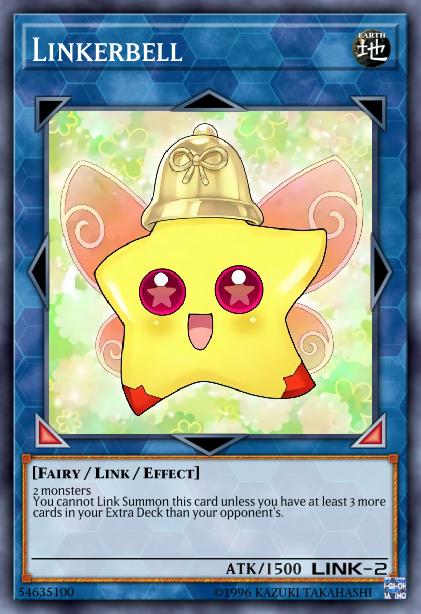 LINKERBELL
EARTH
地
[FAIRY / LINK / EFFECT]
2 monsters
You cannot Link Summon this card unless you have at least 3 more
cards in your Extra Deck than your opponent's.
ATK/1500 LINK-2
54635100
©1996 KAZUKI TAKAHASHI